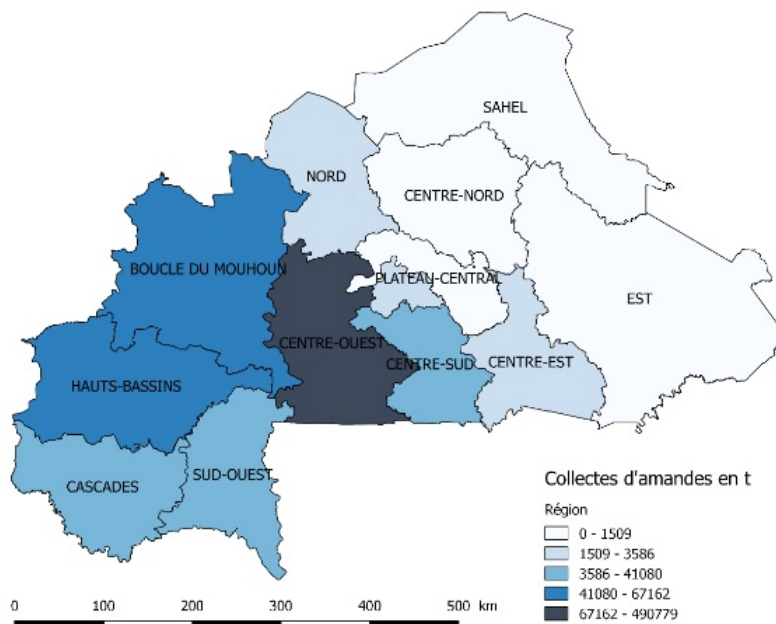 SAHEL
NORD
CENTRE-NORD
BOUCLE DU MOUHOUN
PLATEAU-CENTRAL
EST
CENTRE-OUEST
CENTRE-SUD
CENTRE-EST
HAUTS-BASSINS
CASCADES
SUD-OUEST
Collectes d'amandes en t
Région
0 - 1509
1509 - 3586
3586 - 41080
41080 - 67162
67162 - 490779
0 100 200 300 400 500 km